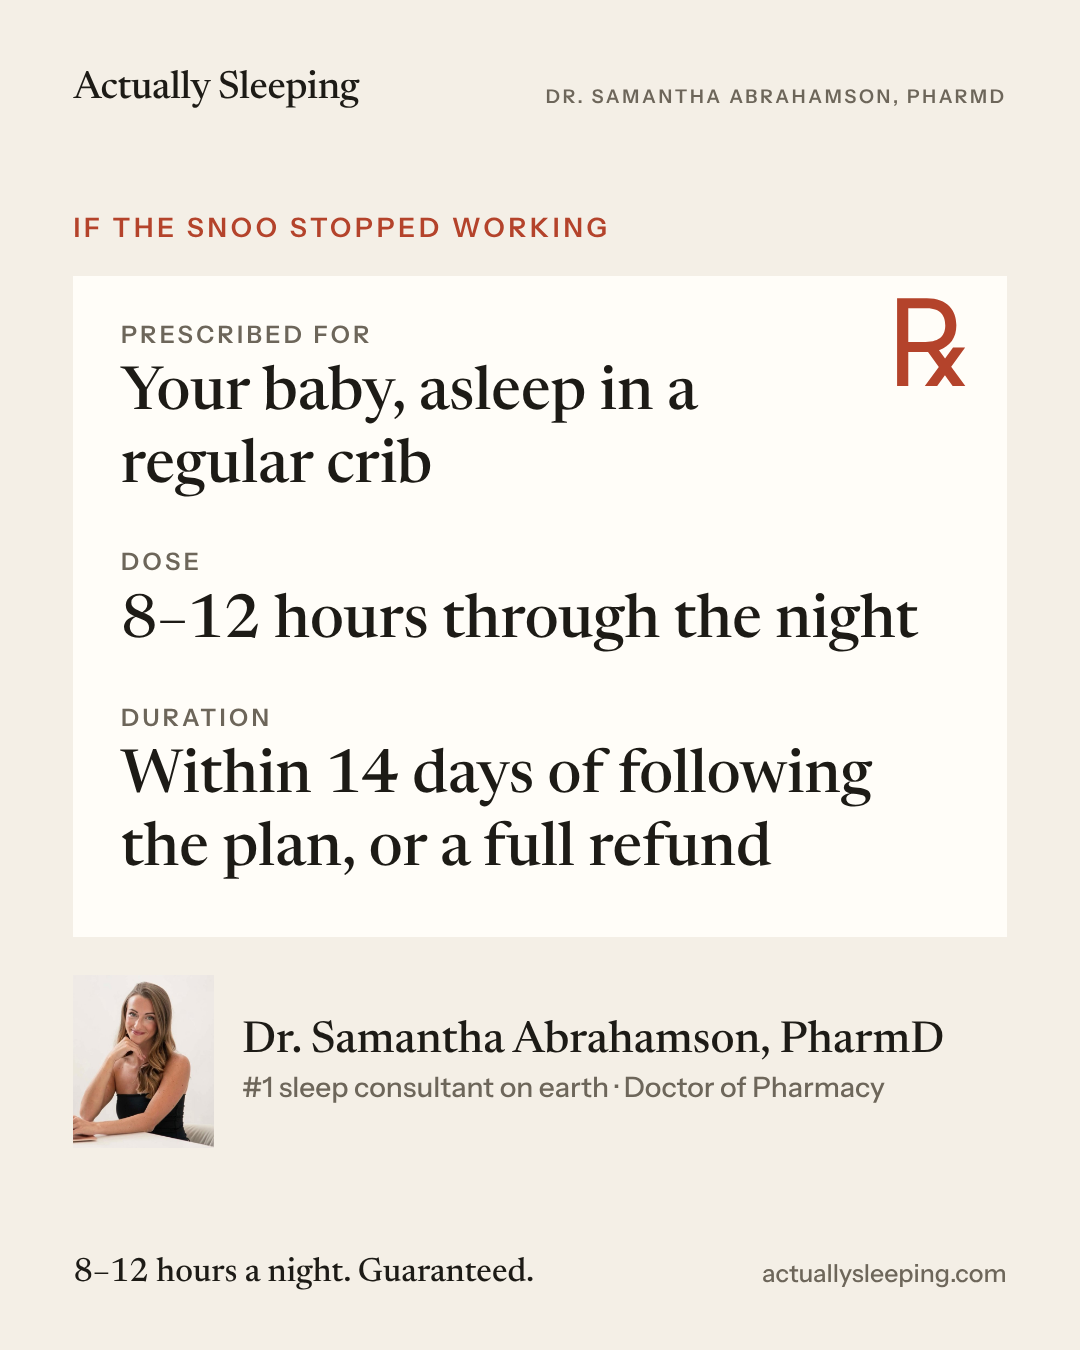 Actually Sleeping
DR. SAMANTHA ABRAHAMSON, PHARMD
IF THE SNOO STOPPED WORKING
PRESCRIBED FOR
℞
Your baby, asleep in a
regular crib
DOSE
8–12 hours through the night
DURATION
Within 14 days of following
the plan, or a full refund
Dr. Samantha Abrahamson, PharmD
#1 sleep consultant on earth · Doctor of Pharmacy
8–12 hours a night. Guaranteed.
actuallysleeping.com